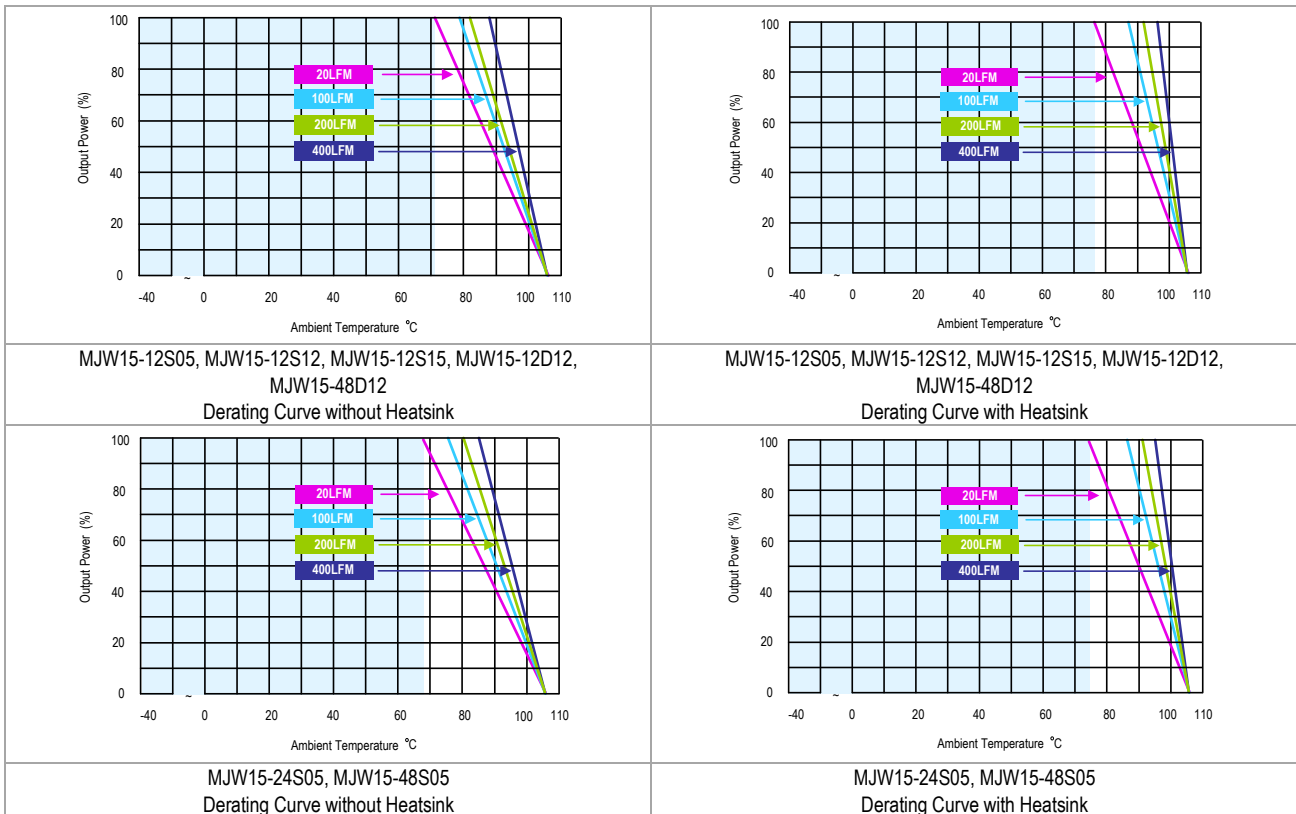 100
80
60
40
20
0
Output Power (%)
20LFM
100LFM
200LFM
400LFM
~
-40 0 20 40 60 80 100 110
Ambient Temperature °C
MJW15-12S05, MJW15-12S12, MJW15-12S15, MJW15-12D12,
MJW15-48D12
Derating Curve without Heatsink
100
80
60
40
20
0
Output Power (%)
20LFM
100LFM
200LFM
400LFM
~
-40 0 20 40 60 80 100 110
Ambient Temperature °C
MJW15-12S05, MJW15-12S12, MJW15-12S15, MJW15-12D12,
MJW15-48D12
Derating Curve with Heatsink
100
80
60
40
20
0
Output Power (%)
20LFM
100LFM
200LFM
400LFM
~
-40 0 20 40 60 80 100 110
Ambient Temperature °C
MJW15-24S05, MJW15-48S05
Derating Curve without Heatsink
100
80
60
40
20
0
Output Power (%)
20LFM
100LFM
200LFM
400LFM
~
-40 0 20 40 60 80 100 110
Ambient Temperature °C
MJW15-24S05, MJW15-48S05
Derating Curve with Heatsink